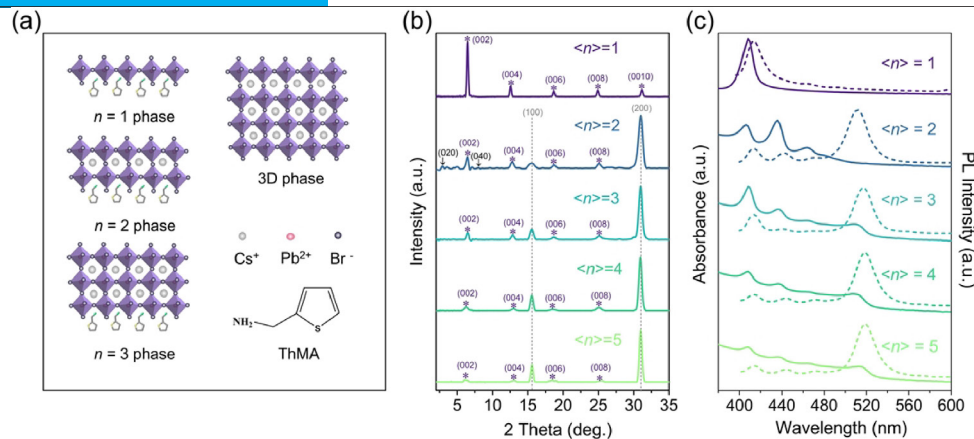 (a)
n = 1 phase
n = 2 phase
n = 3 phase
3D phase
Cs+ Pb2+ Br -
NH2
S
ThMA
(b)
Intensity (a.u.)
<n>=1
* (002)
(004) (006) (008) (0010)
* * * *
(100) (200)
<n>=2
(020) (002) (040) (004) (006) (008)
* * * *
<n>=3
(002) (004) (006) (008)
* * * *
<n>=4
(002) (004) (006) (008)
* * * *
<n>=5
(002) (004) (006) (008)
* * * *
5 10 15 20 25 30 35
2 Theta (deg.)
(c)
Absorbance (a.u.)
PL Intensity (a.u.)
<n> = 1
<n> = 2
<n> = 3
<n> = 4
<n> = 5
400 440 480 520 560 600
Wavelength (nm)